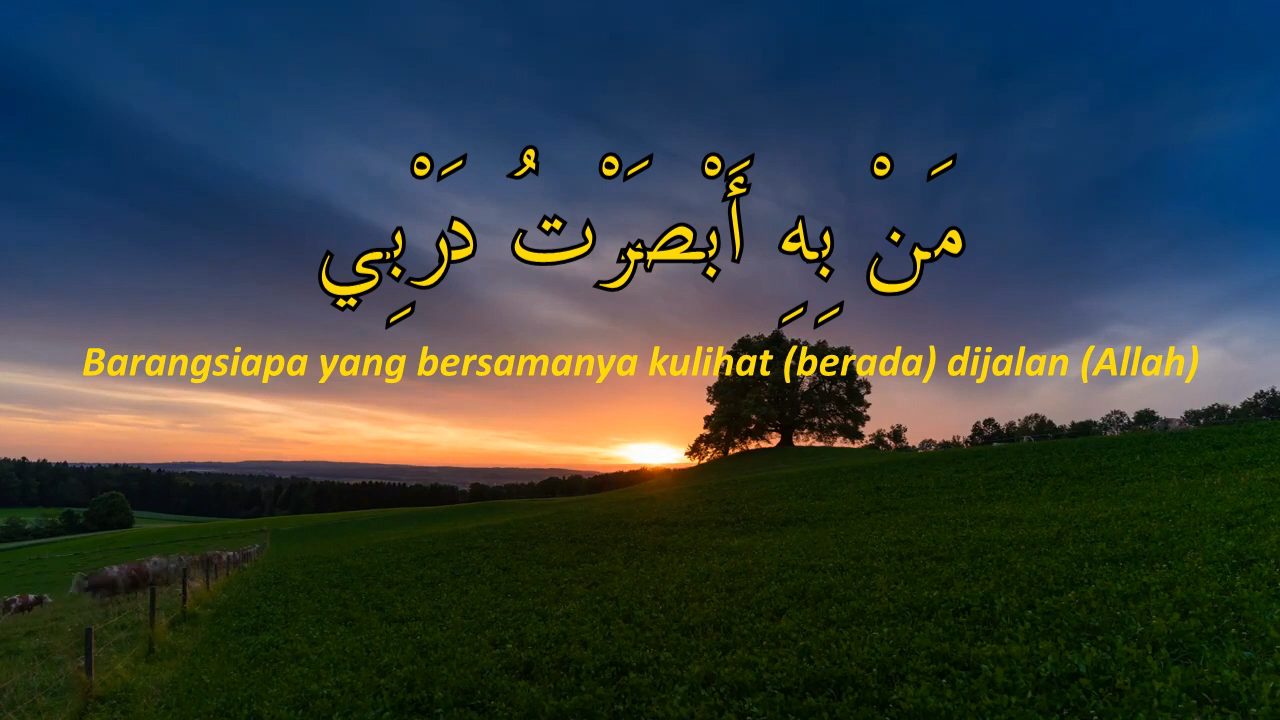 مَنْ بِهِ أَبْصَرْتُ دَرْبِي
Barangsiapa yang bersamanya kulihat (berada) dijalan (Allah)